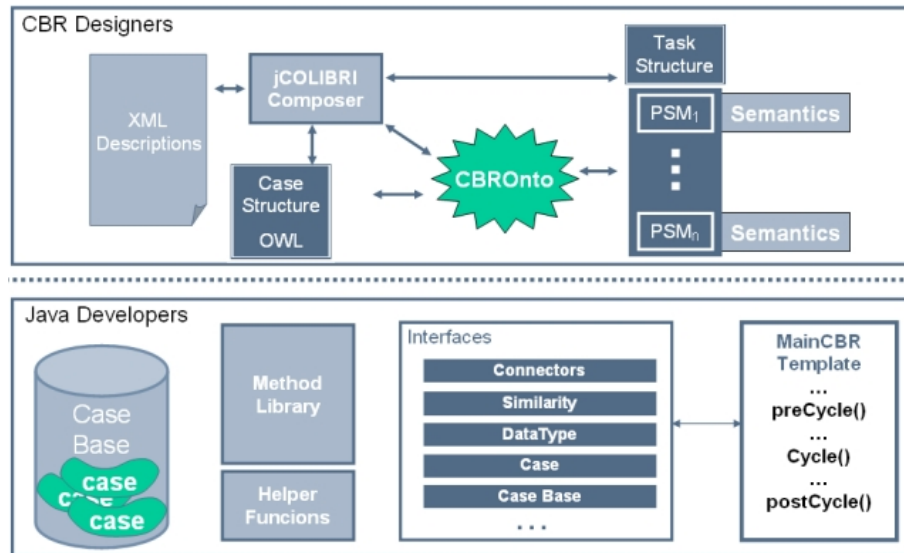 CBR Designers
XML
Descriptions
jCOLIBRI
Composer
Case
Structure
OWL
CBROnto
Task
Structure
PSM1
Semantics
PSMn
Semantics
Java Developers
Case
Base
case
case
case
Method
Library
Helper
Funcions
Interfaces
Connectors
Similarity
DataType
Case
Case Base
...
MainCBR
Template
...
preCycle()
...
Cycle()
...
postCycle()